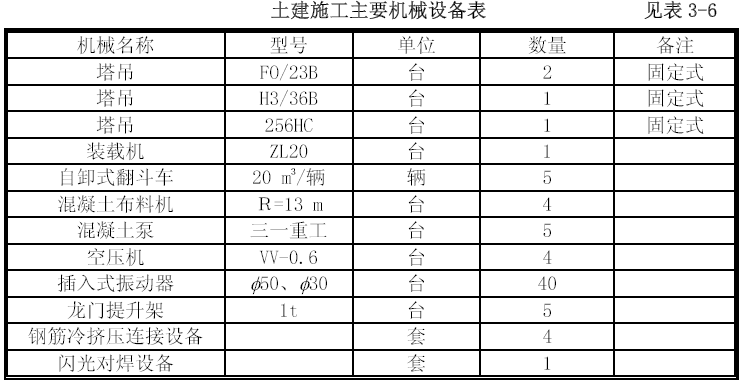 土建施工主要机械设备表 见表3-6
机械名称 型号 单位 数量 备注
塔吊 FO/23B 台 2 固定式
塔吊 H3/36B 台 1 固定式
塔吊 256HC 台 1 固定式
装载机 ZL20 台 1
自卸式翻斗车 20 m³/辆 辆 5
混凝土布料机 R=13 m 台 4
混凝土泵 三一重工 台 5
空压机 VV-0.6 台 4
插入式振动器 ϕ50、ϕ30 台 40
龙门提升架 1t 台 5
钢筋冷挤压连接设备 套 4
闪光对焊设备 套 1